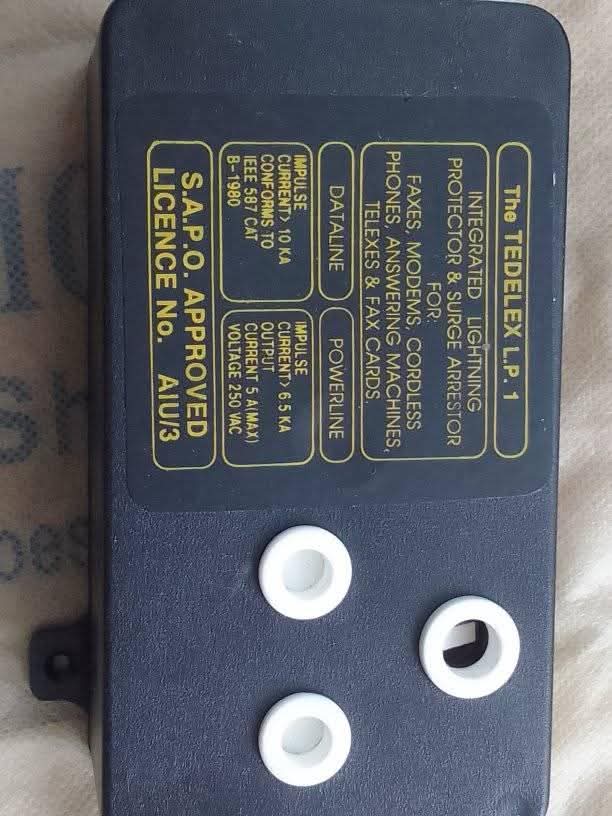 The TEDELEX L.P. 1
INTEGRATED LIGHTNING
PROTECTOR & SURGE ARRESTOR
FOR:
FAXES, MODEMS, CORDLESS
PHONES, ANSWERING MACHINES,
TELEXES & FAX CARDS.
DATALINE
IMPULSE
CURRENT> 10 KA
CONFORMS TO
IEEE 587 CAT
B-1980
POWERLINE
IMPULSE
CURRENT> 6.5 KA
OUTPUT
CURRENT 5 A(MAX)
VOLTAGE 250 VAC
S.A.P.O. APPROVED
LICENCE No. AIU/3